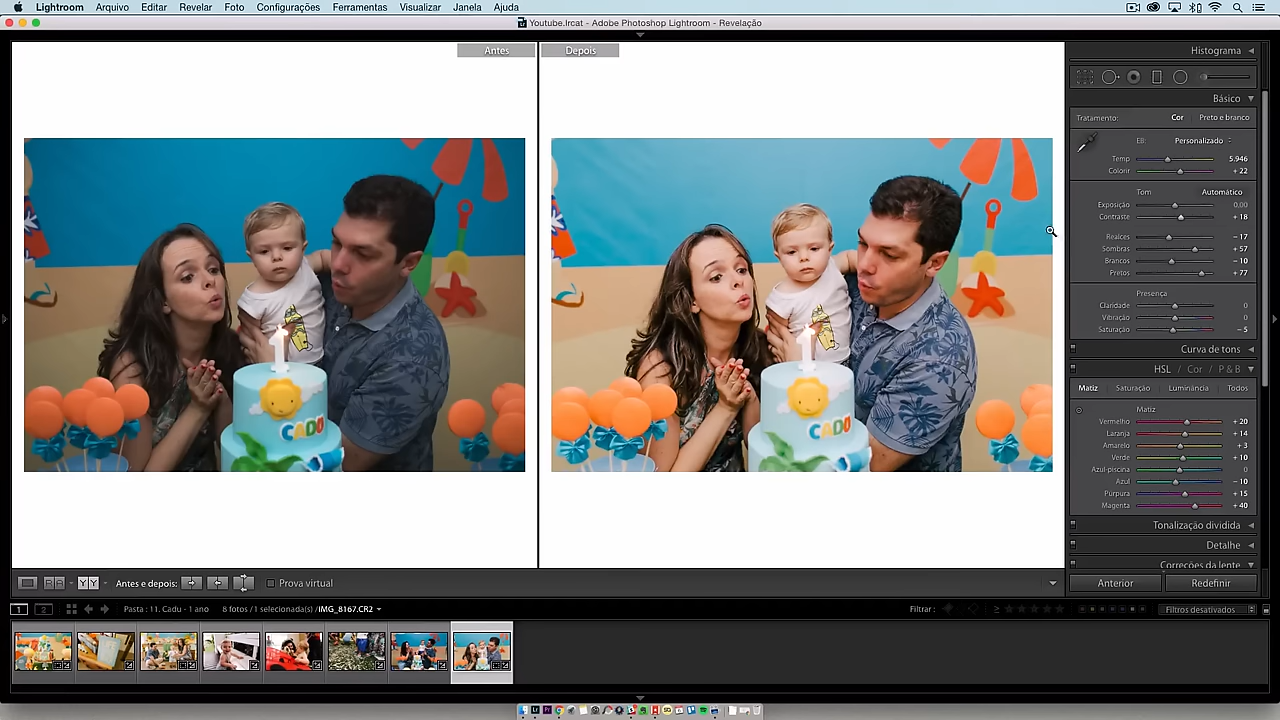 Lightroom Arquivo Editar Revelar Foto Configurações Ferramentas Visualizar Janela Ajuda
Youtube.lrcat - Adobe Photoshop Lightroom - Revelação
Antes
Depois
CADU
CADU
Histograma
Básico
Tratamento: Cor Preto e branco
EB: Personalizado
Temp 5.946
Colorir + 22
Tom Automático
Exposição 0,00
Contraste + 18
Realces − 17
Sombras + 57
Brancos − 10
Pretos + 77
Presença
Claridade 0
Vibração 0
Saturação − 5
Curva de tons
HSL / Cor / P & B
Matiz Saturação Luminância Todos
Matiz
Vermelho + 20
Laranja + 14
Amarelo + 3
Verde + 10
Azul-piscina 0
Azul − 10
Púrpura + 15
Magenta + 40
Tonalização dividida
Detalhe
Correções da lente
Anterior Redefinir
Antes e depois: Prova virtual
1 2 Pasta : 11. Cadu - 1 ano 8 fotos / 1 selecionada(s) / IMG_8167.CR2 Filtrar : Filtros desativados